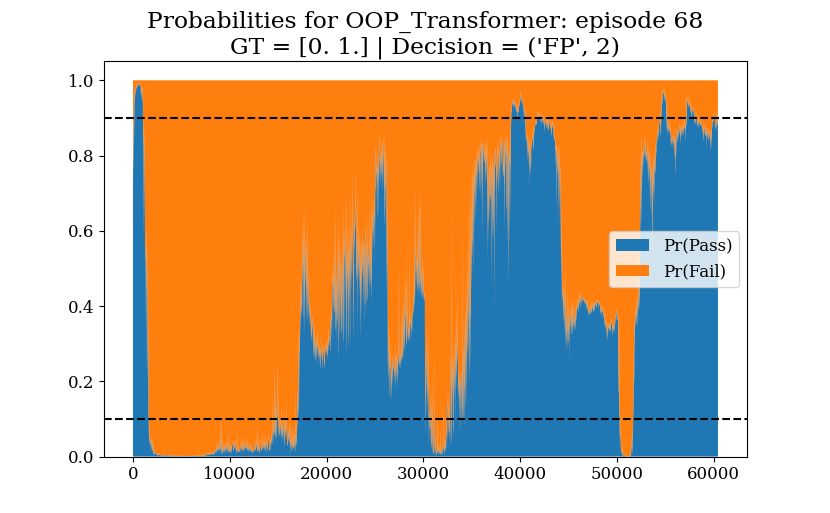 Probabilities for OOP_Transformer: episode 68
GT = [0. 1.] | Decision = ('FP', 2)
1.0
0.8
0.6
0.4
0.2
0.0
Pr(Pass)
Pr(Fail)
0 10000 20000 30000 40000 50000 60000